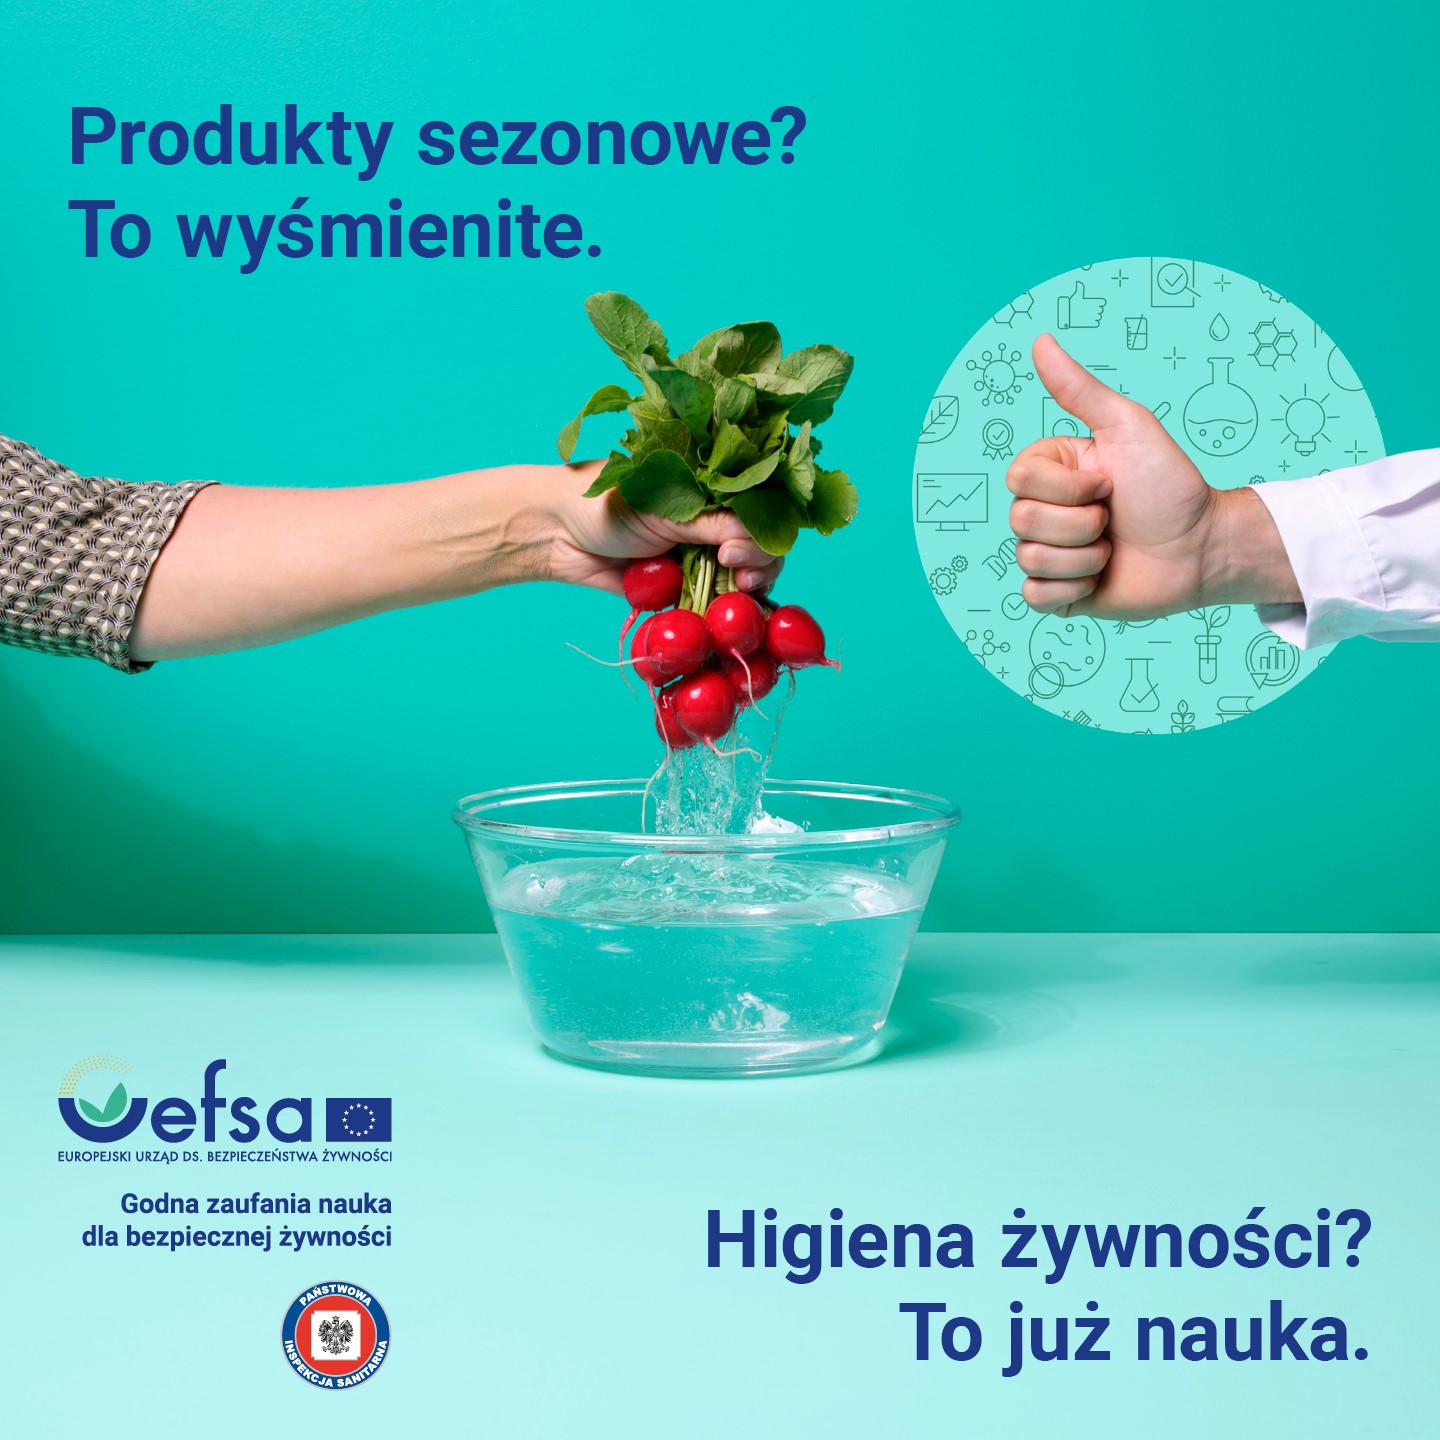 Produkty sezonowe?
To wyśmienite.
efsa
EUROPEJSKI URZĄD DS. BEZPIECZEŃSTWA ŻYWNOŚCI
Godna zaufania nauka
dla bezpiecznej żywności
PAŃSTWOWA
INSPEKCJA SANITARNA
Higiena żywności?
To już nauka.